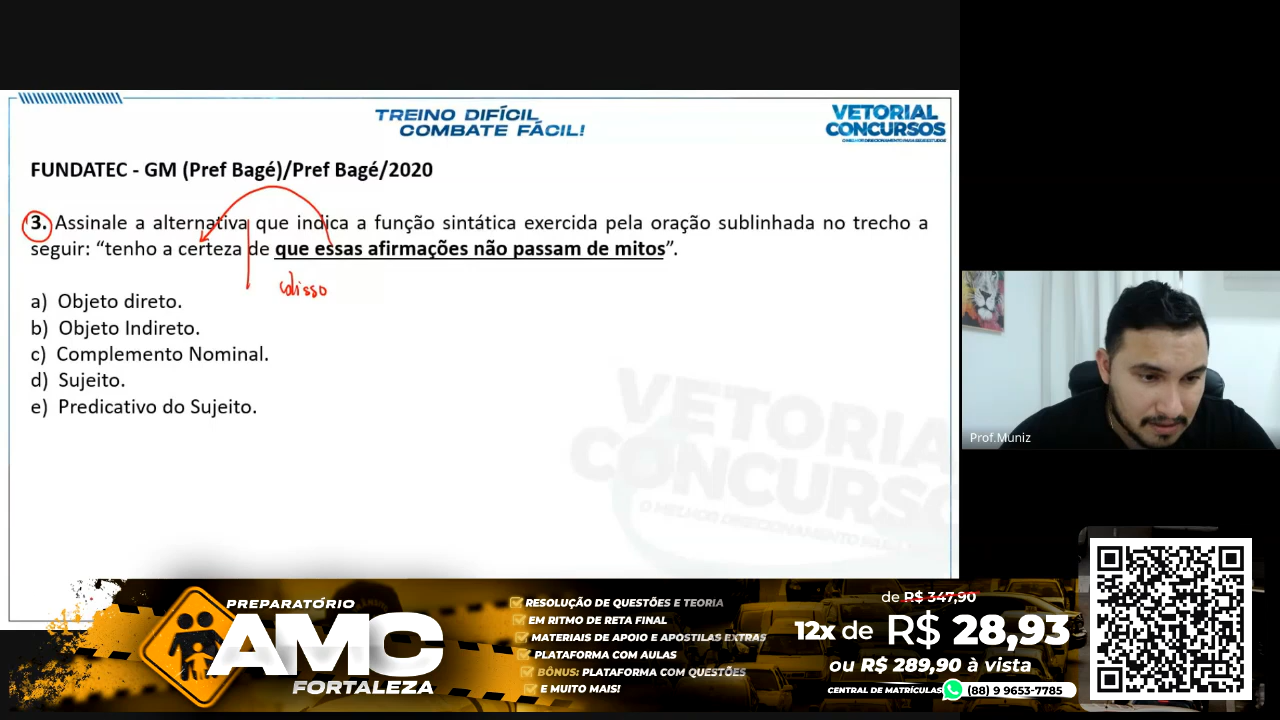 TREINO DIFÍCIL
COMBATE FÁCIL!
VETORIAL
CONCURSOS
FUNDATEC - GM (Pref Bagé)/Pref Bagé/2020
3. Assinale a alternativa que indica a função sintática exercida pela oração sublinhada no trecho a
seguir: “tenho a certeza de que essas afirmações não passam de mitos”.
a) Objeto direto.
b) Objeto Indireto.
c) Complemento Nominal.
d) Sujeito.
e) Predicativo do Sujeito.
VETORIAL
CONCURSOS
Prof.Muniz
PREPARATÓRIO
AMC
FORTALEZA
RESOLUÇÃO DE QUESTÕES E TEORIA
EM RITMO DE RETA FINAL
MATERIAIS DE APOIO E APOSTILAS EXTRAS
PLATAFORMA COM AULAS
BÔNUS: PLATAFORMA COM QUESTÕES
E MUITO MAIS!
de R$ 347,90
12x de R$ 28,93
ou R$ 289,90 à vista
CENTRAL DE MATRÍCULAS (88) 9 9653-7785